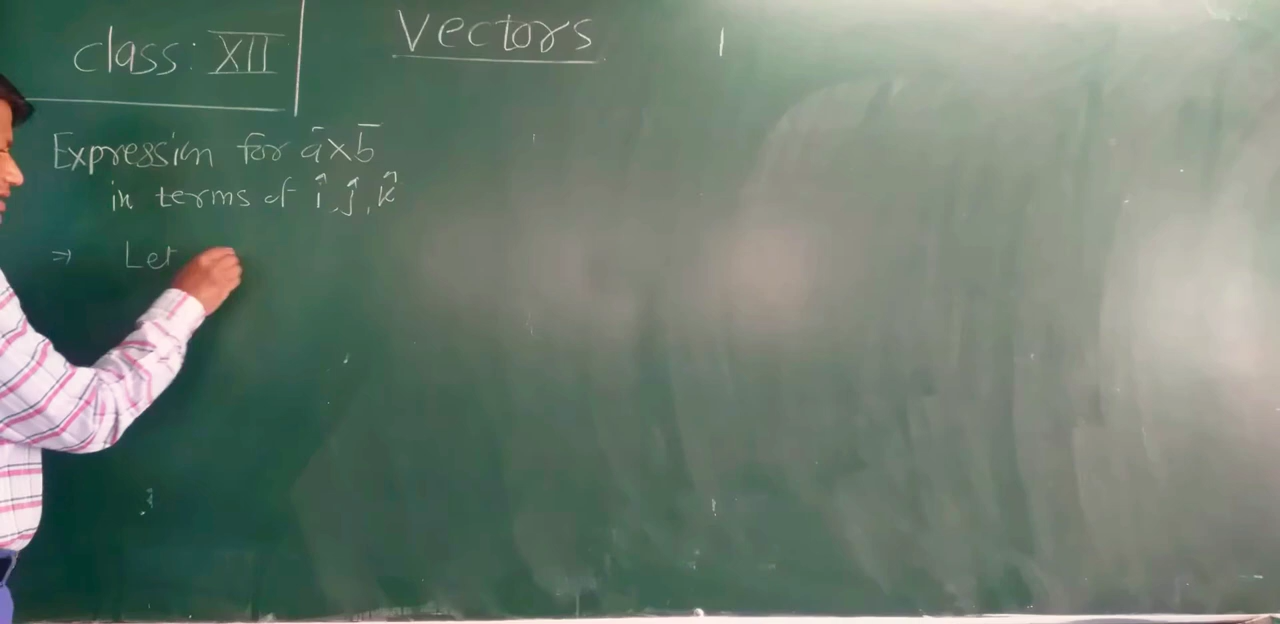 class: XII
Vectors
Expression for a̅ x b̅
in terms of î, ĵ, k̂
⇒ Let